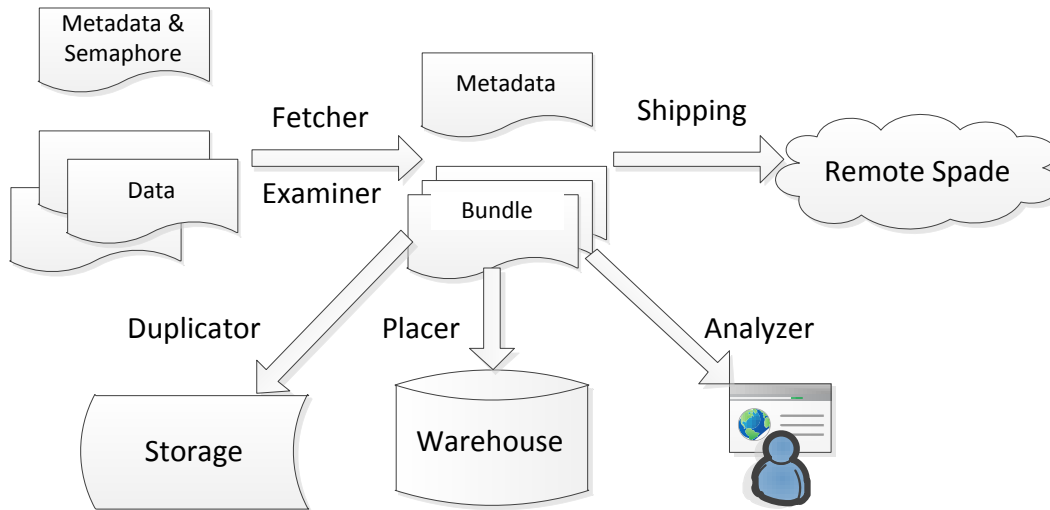 Metadata &
Semaphore
Metadata
Fetcher
Shipping
Examiner
Data
Bundle
Remote Spade
Duplicator
Placer
Analyzer
Storage
Warehouse